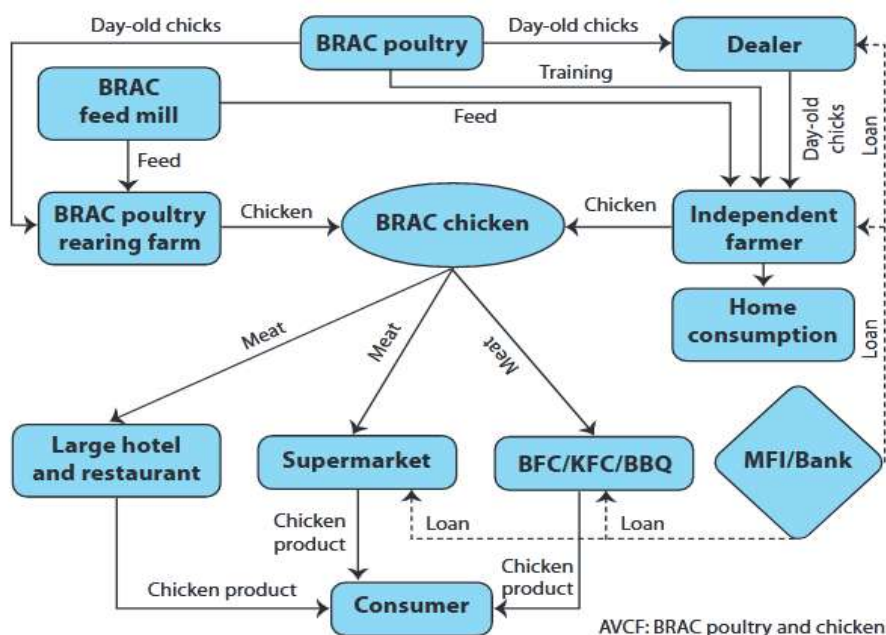 Day-old chicks
BRAC poultry
Day-old chicks
Dealer
Training
BRAC
feed mill
Feed
Day-old
chicks
Loan
Feed
BRAC poultry
rearing farm
Chicken
BRAC chicken
Chicken
Independent
farmer
Home
consumption
Loan
Meat
Meat
Meat
Large hotel
and restaurant
Supermarket
BFC/KFC/BBQ
MFI/Bank
Chicken
product
Loan
Loan
Chicken
product
Chicken product
Consumer
AVCF: BRAC poultry and chicken